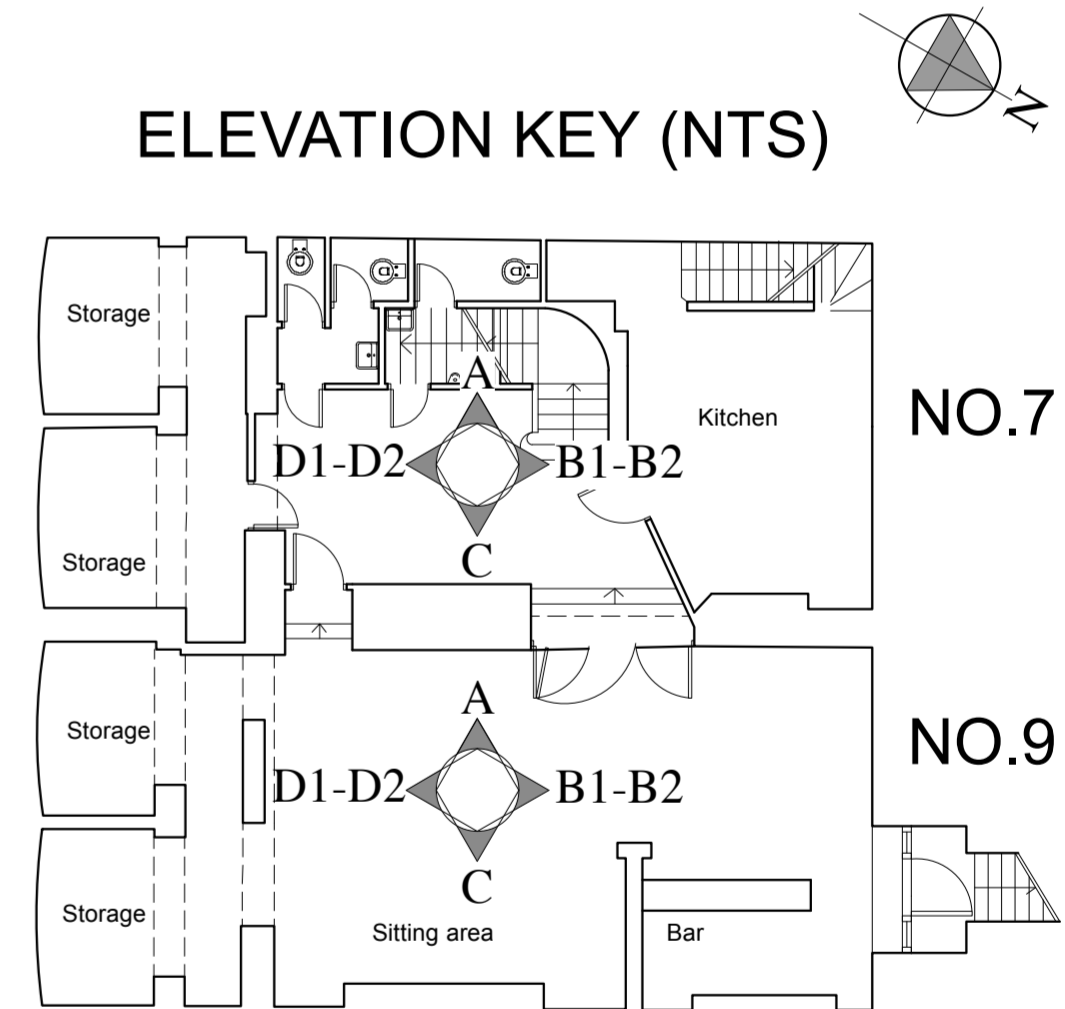 N
ELEVATION KEY (NTS)
Storage
A
NO.7
Kitchen
D1-D2
B1-B2
C
Storage
A
Storage
NO.9
D1-D2
B1-B2
C
Storage
Sitting area
Bar